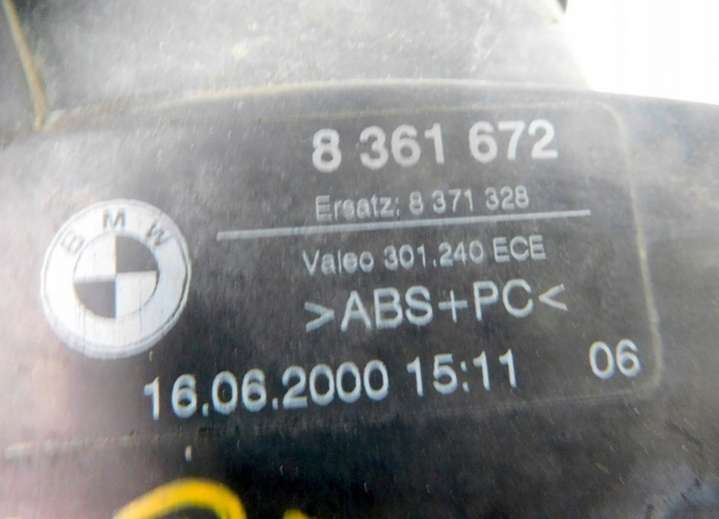 8 361 672
Ersatz: 8 371 328
BMW
Valeo 301.240 ECE
>ABS+PC<
16.06.2000 15:11 06